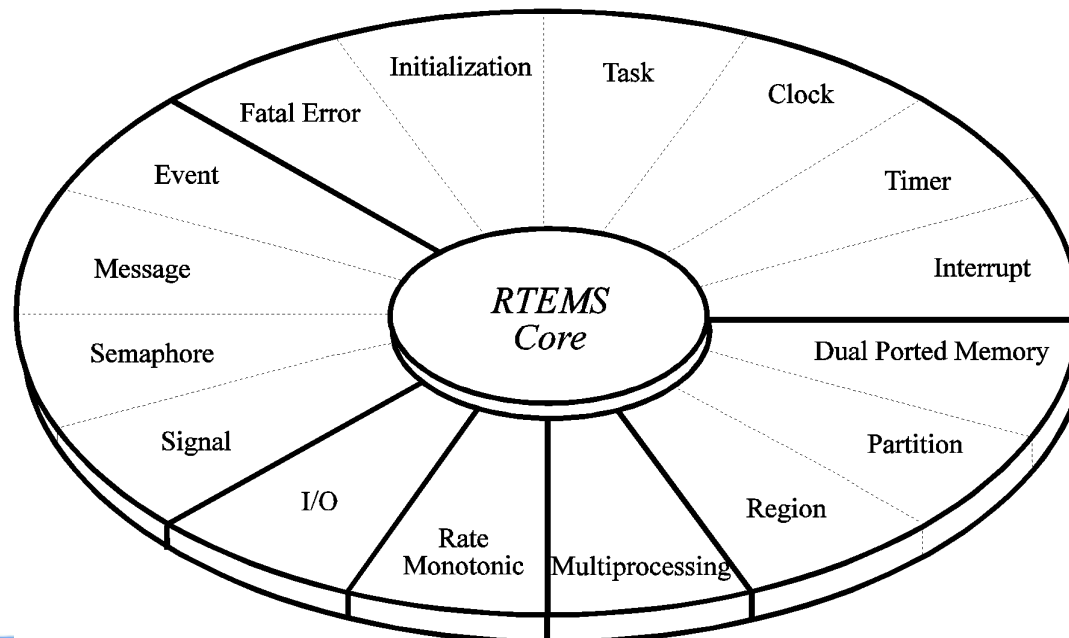 Initialization
Task
Clock
Fatal Error
Timer
Event
Interrupt
Message
RTEMS
Core
Dual Ported Memory
Semaphore
Partition
Signal
Region
I/O
Rate
Monotonic
Multiprocessing